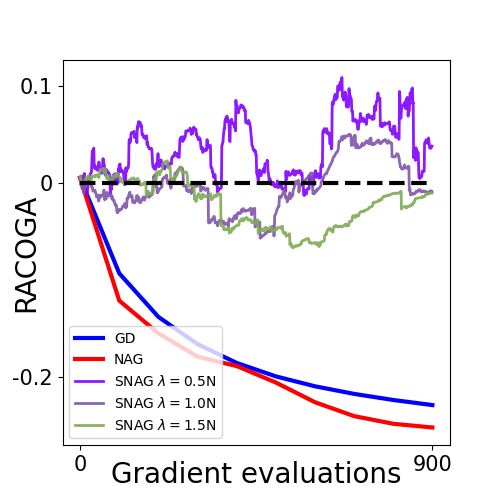 0.1
0
-0.2
RACOGA
GD
NAG
SNAG λ = 0.5N
SNAG λ = 1.0N
SNAG λ = 1.5N
0 900
Gradient evaluations